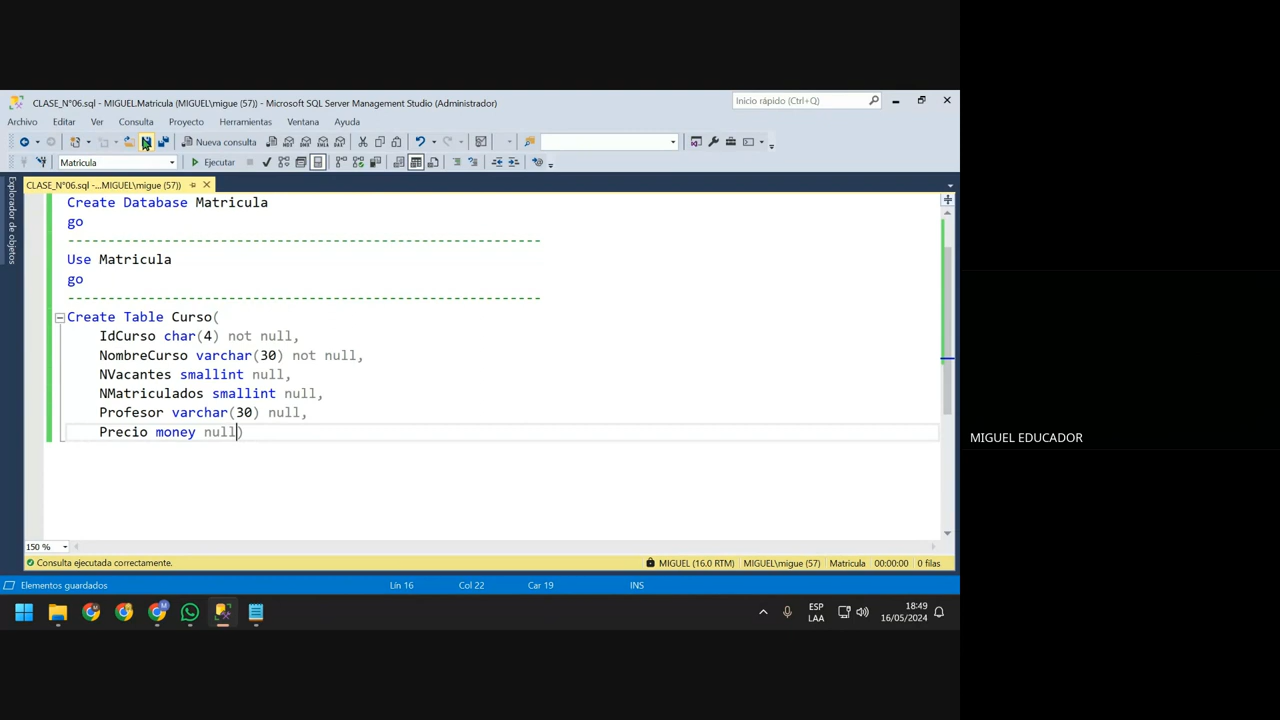 CLASE_N°06.sql - MIGUEL.Matricula (MIGUEL\migue (57)) - Microsoft SQL Server Management Studio (Administrador)
Inicio rápido (Ctrl+Q)
Archivo Editar Ver Consulta Proyecto Herramientas Ventana Ayuda
Nueva consulta
Matricula
Ejecutar
CLASE_N°06.sql -...MIGUEL\migue (57))
Explorador de objetos
Create Database Matricula
go
------------------------------------------------------------
Use Matricula
go
------------------------------------------------------------
Create Table Curso(
IdCurso char(4) not null,
NombreCurso varchar(30) not null,
NVacantes smallint null,
NMatriculados smallint null,
Profesor varchar(30) null,
Precio money null)
150 %
Consulta ejecutada correctamente.
MIGUEL (16.0 RTM) MIGUEL\migue (57) Matricula 00:00:00 0 filas
Elementos guardados
Lín 16 Col 22 Car 19 INS
ESP
LAA
18:49
16/05/2024
MIGUEL EDUCADOR